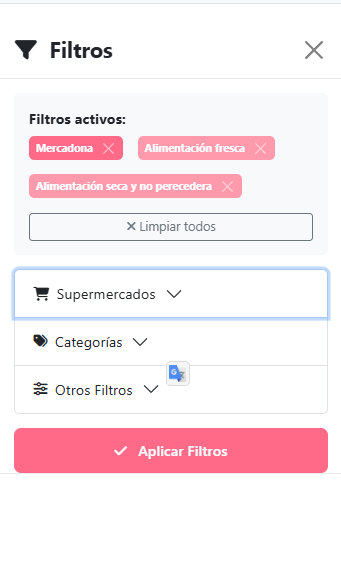 Filtros
Filtros activos:
Mercadona
Alimentación fresca
Alimentación seca y no perecedera
Limpiar todos
Supermercados
Categorías
Otros Filtros
Aplicar Filtros